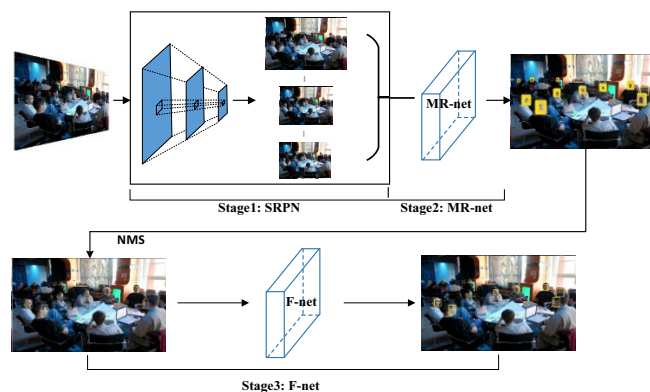 MR-net
Stage1: SRPN
Stage2: MR-net
NMS
F-net
Stage3: F-net